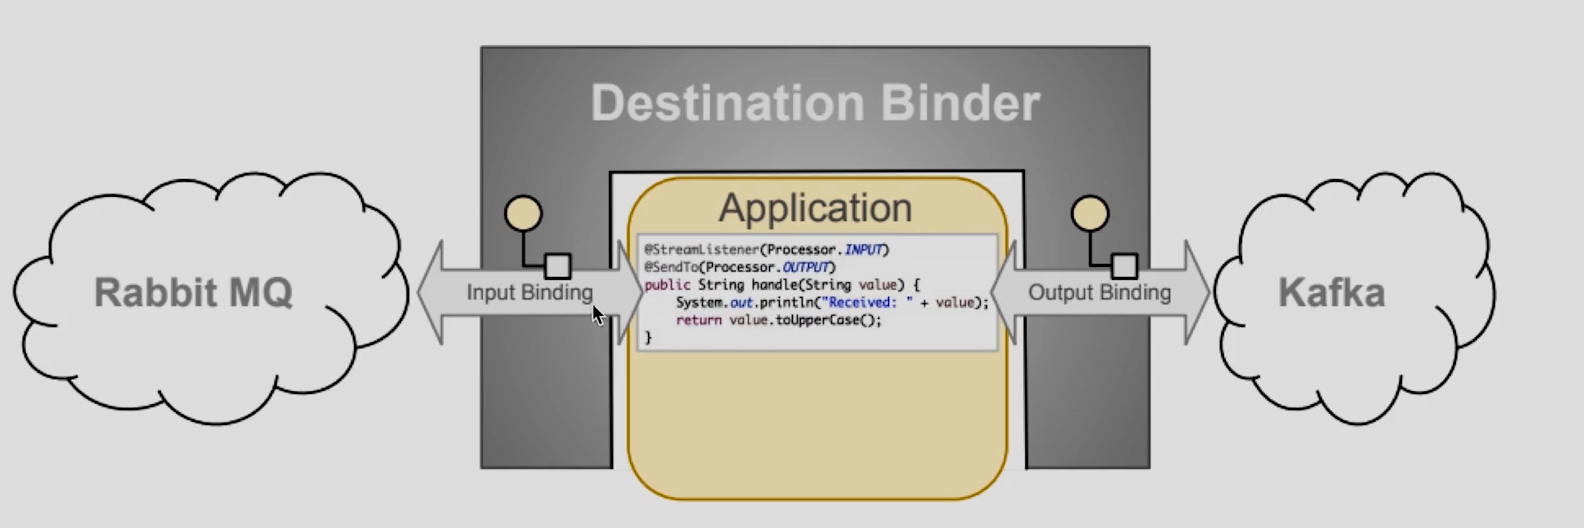 Destination Binder
Application
Rabbit MQ
Input Binding
@StreamListener(Processor.INPUT)
@SendTo(Processor.OUTPUT)
public String handle(String value) {
    System.out.println("Received: " + value);
    return value.toUpperCase();
}
Output Binding
Kafka